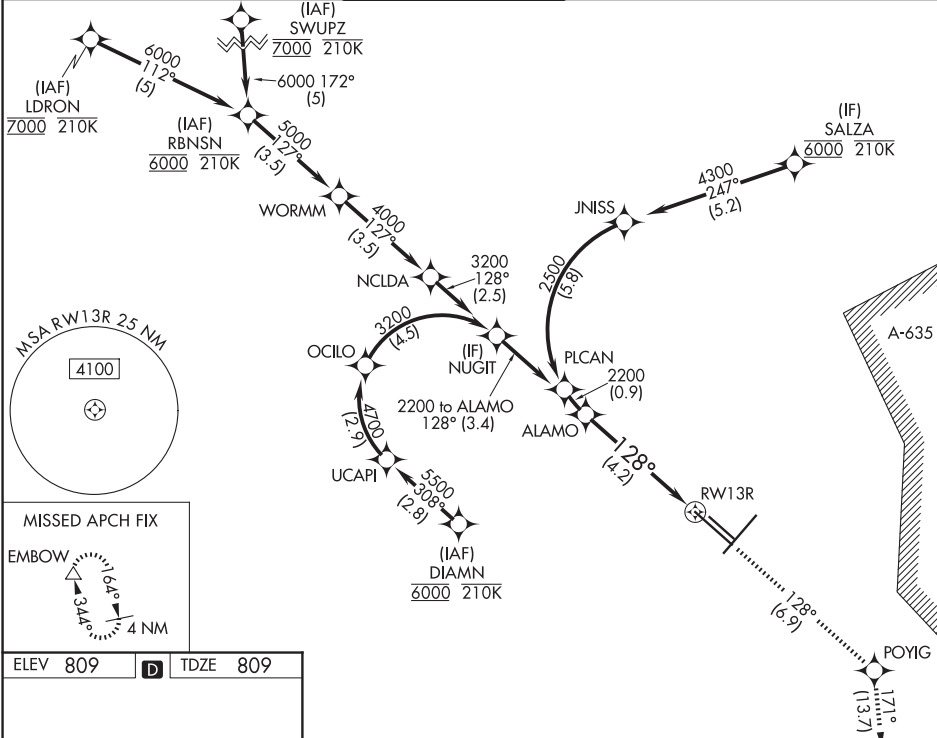 (IAF)
SWUPZ
7000 210K
6000
112°
(5)
(IAF)
LDRON
7000 210K
6000 172°
(5)
(IAF)
RBNSN
6000 210K
5000
127°
(3.5)
(IF)
SALZA
6000 210K
4300
247°
(5.2)
WORMM
4000
127°
(3.5)
JNISS
NCLDA
3200
128°
(2.5)
2500
(5.8)
MSA RW13R 25 NM
4100
A-635
3200
(4.5)
OCILO
(IF)
NUGIT
PLCAN
2200
(0.9)
2200 to ALAMO
128° (3.4)
ALAMO
4700
(2.9)
UCAPI
128°
(4.2)
5500
308°
(2.8)
RW13R
(IAF)
DIAMN
6000 210K
MISSED APCH FIX
EMBOW
164°
344°
4 NM
128°
(6.9)
POYIG
171°
(13.7)
ELEV 809 D TDZE 809